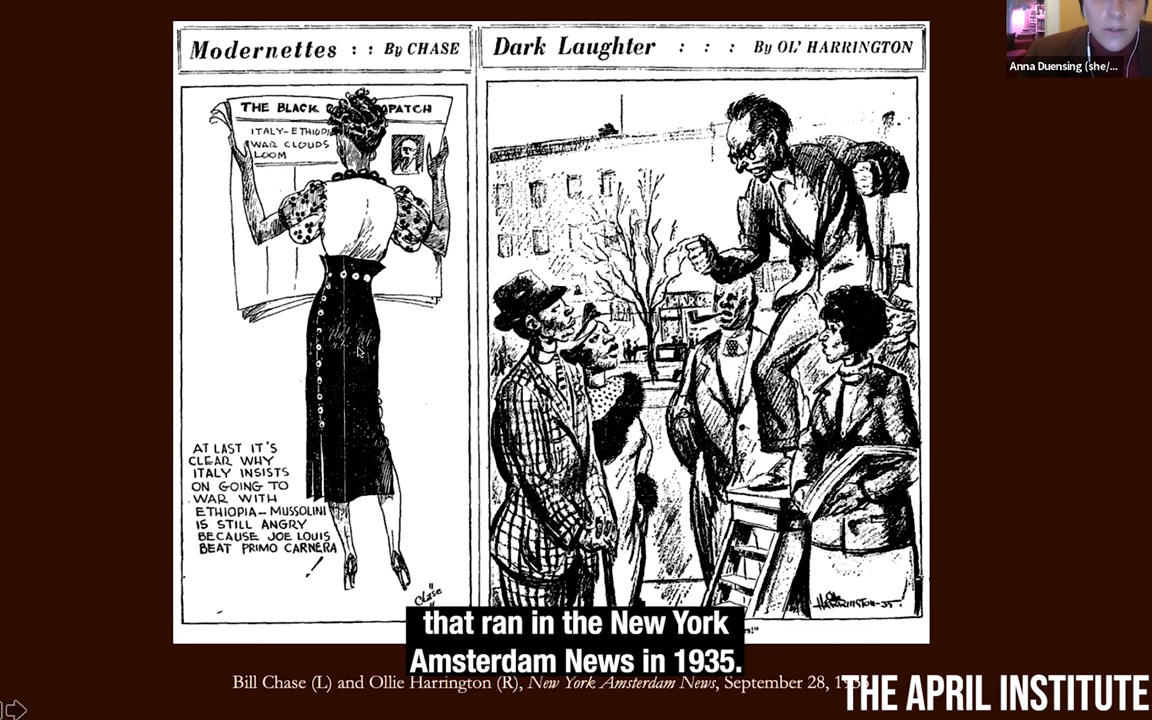 Modernettes : : By CHASE
Dark Laughter : : : By OL' HARRINGTON
Anna Duensing (she/...
THE BLACK PATCH
ITALY-ETHIOPIA
WAR CLOUDS
LOOM
AT LAST IT'S
CLEAR WHY
ITALY INSISTS
ON GOING TO
WAR WITH
ETHIOPIA— MUSSOLINI
IS STILL ANGRY
BECAUSE JOE LOUIS
BEAT PRIMO CARNERA
!
"Chase"
Ol HARRINGTON-35
that ran in the New York
Amsterdam News in 1935.
Bill Chase (L) and Ollie Harrington (R), New York Amsterdam News, September 28,
THE APRIL INSTITUTE